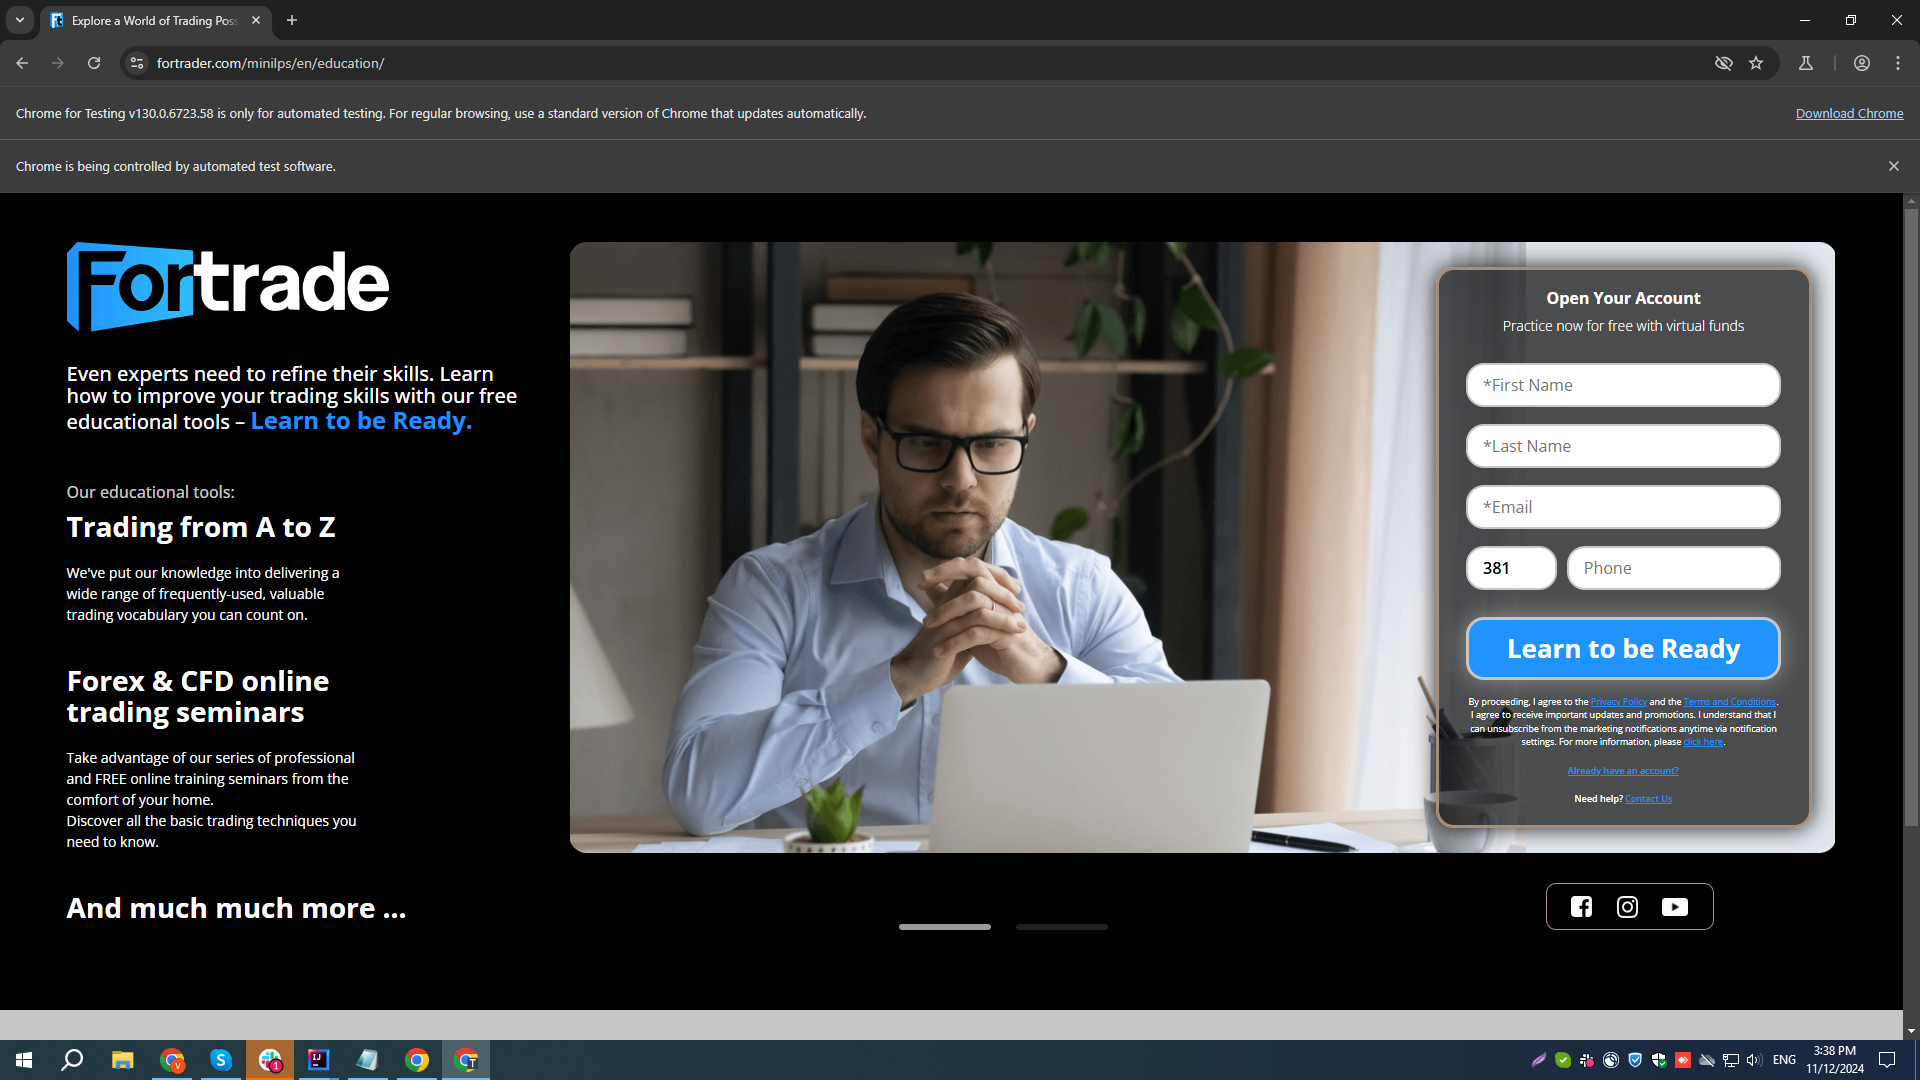 Explore a World of Trading Poss
fortrader.com/minilps/en/education/
Chrome for Testing v130.0.6723.58 is only for automated testing. For regular browsing, use a standard version of Chrome that updates automatically.
Download Chrome
Chrome is being controlled by automated test software.
Fortrade
Even experts need to refine their skills. Learn
how to improve your trading skills with our free
educational tools – Learn to be Ready.
Our educational tools:
Trading from A to Z
We've put our knowledge into delivering a
wide range of frequently-used, valuable
trading vocabulary you can count on.
Forex & CFD online
trading seminars
Take advantage of our series of professional
and FREE online training seminars from the
comfort of your home.
Discover all the basic trading techniques you
need to know.
And much much more ...
Open Your Account
Practice now for free with virtual funds
*First Name
*Last Name
*Email
381
Phone
Learn to be Ready
By proceeding, I agree to the Privacy Policy and the Terms and Conditions.
I agree to receive important updates and promotions. I understand that I
can unsubscribe from the marketing notifications anytime via notification
settings. For more information, please click here.
Already have an account?
Need help? Contact Us
ENG
3:38 PM
11/12/2024